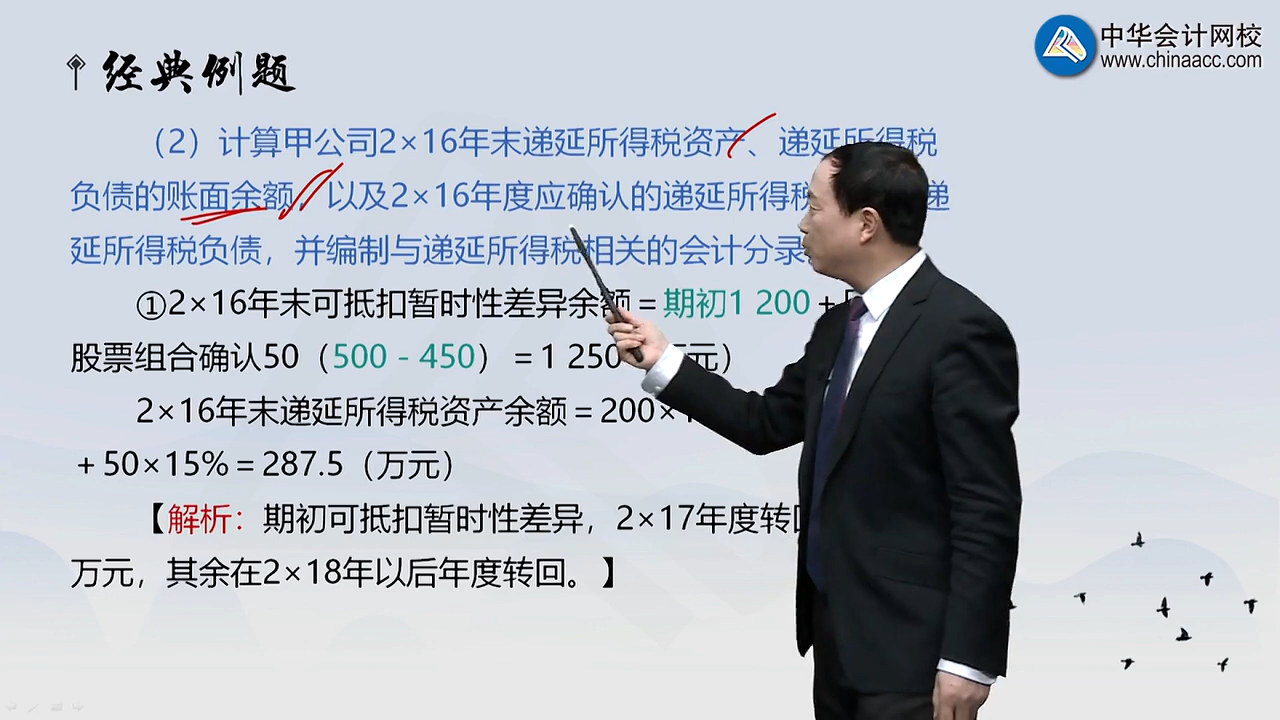 中华会计网校
www.chinaacc.com
经典例题
（2）计算甲公司2×16年末递延所得税资产、递延所得税
负债的账面余额，以及2×16年度应确认的递延所得税 递
延所得税负债，并编制与递延所得税相关的会计分录
①2×16年末可抵扣暂时性差异余额＝期初1 200＋
股票组合确认50（500－450）＝1 250 万元）
2×16年末递延所得税资产余额＝200×1
＋50×15%＝287.5（万元）
【解析：期初可抵扣暂时性差异，2×17年度转回
万元，其余在2×18年以后年度转回。】